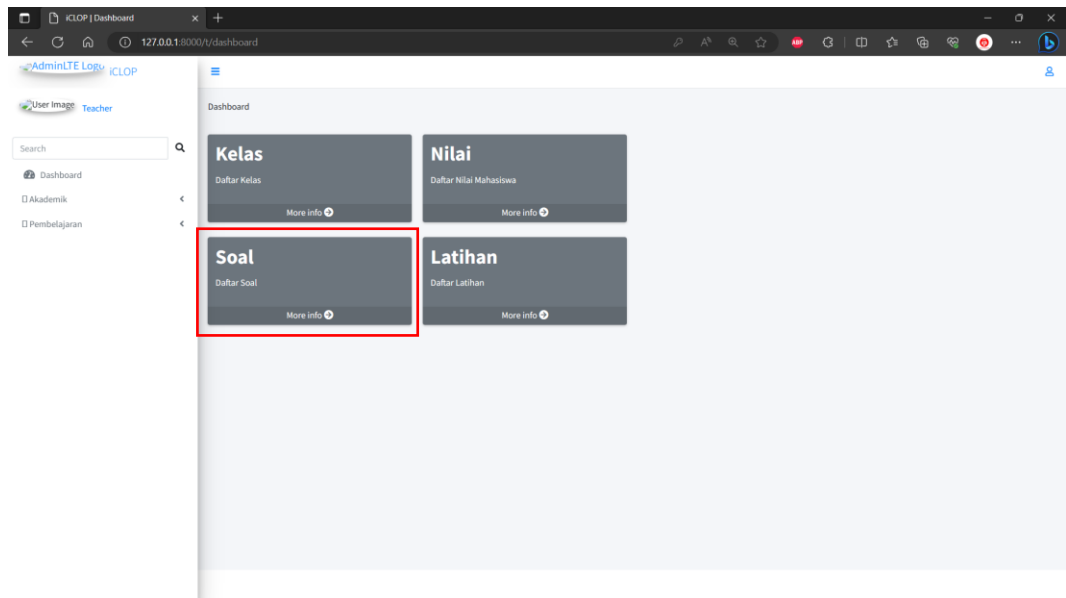 iCLOP | Dashboard
127.0.0.1:8000/t/dashboard
ABP
AdminLTE Logo iCLOP
User Image Teacher
Dashboard
Search
Dashboard
Akademik
Pembelajaran
Kelas
Daftar Kelas
More info
Nilai
Daftar Nilai Mahasiswa
More info
Soal
Daftar Soal
More info
Latihan
Daftar Latihan
More info